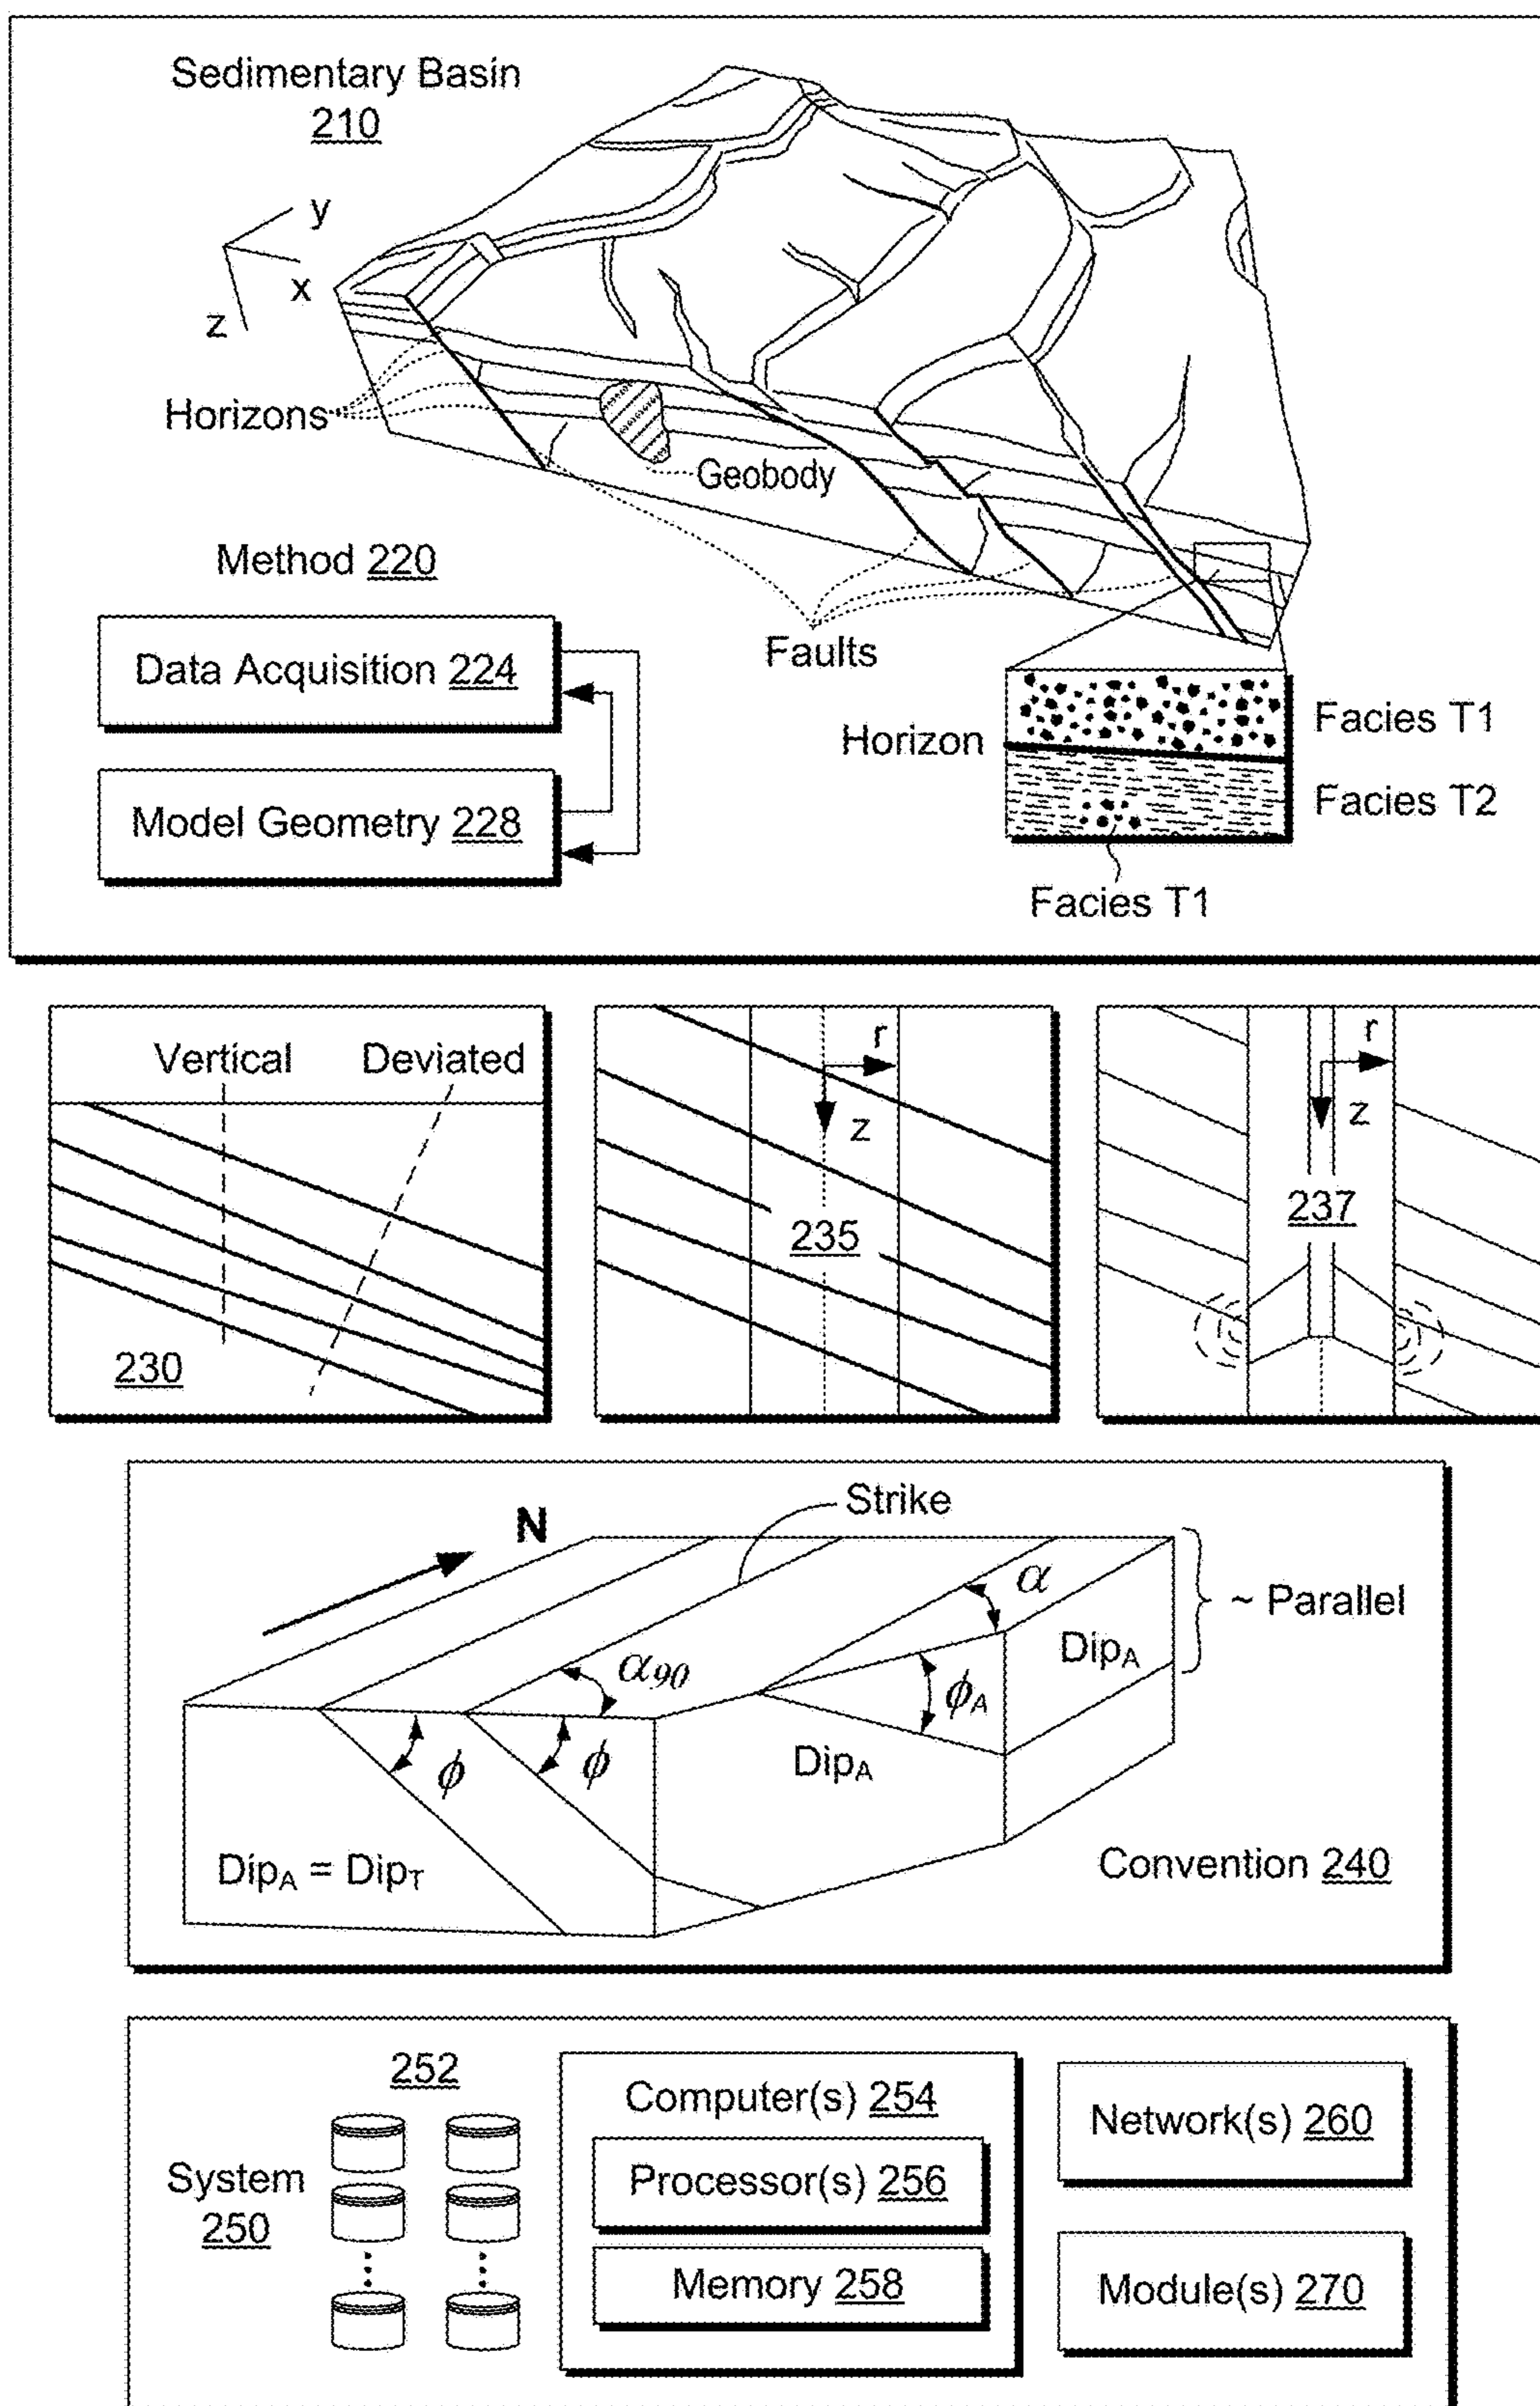 Sedimentary Basin
210
y
x
z
Horizons
Geobody
Method 220
Faults
Data Acquisition 224
Model Geometry 228
Horizon
Facies T1
Facies T2
Facies T1
Vertical
Deviated
230
r
z
235
r
z
237
N
Strike
α
~ Parallel
DipA
α90
ϕA
ϕ
ϕ
DipA
DipA = DipT
Convention 240
252
System
250
Computer(s) 254
Processor(s) 256
Memory 258
Network(s) 260
Module(s) 270